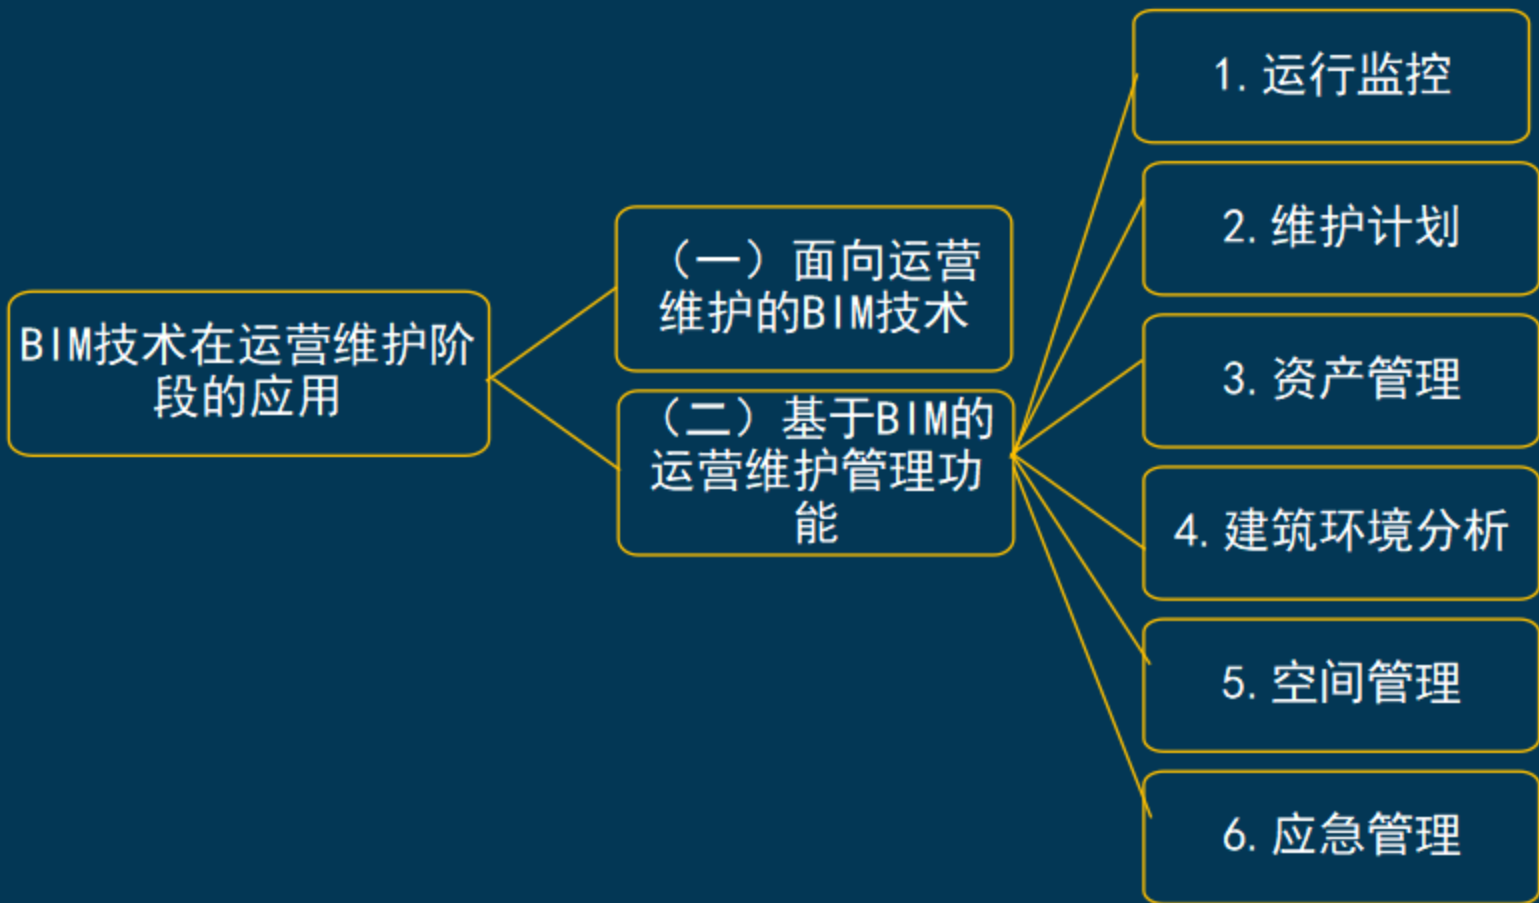 BIM技术在运营维护阶
段的应用
（一）面向运营
维护的BIM技术
（二）基于BIM的
运营维护管理功
能
1. 运行监控
2. 维护计划
3. 资产管理
4. 建筑环境分析
5. 空间管理
6. 应急管理